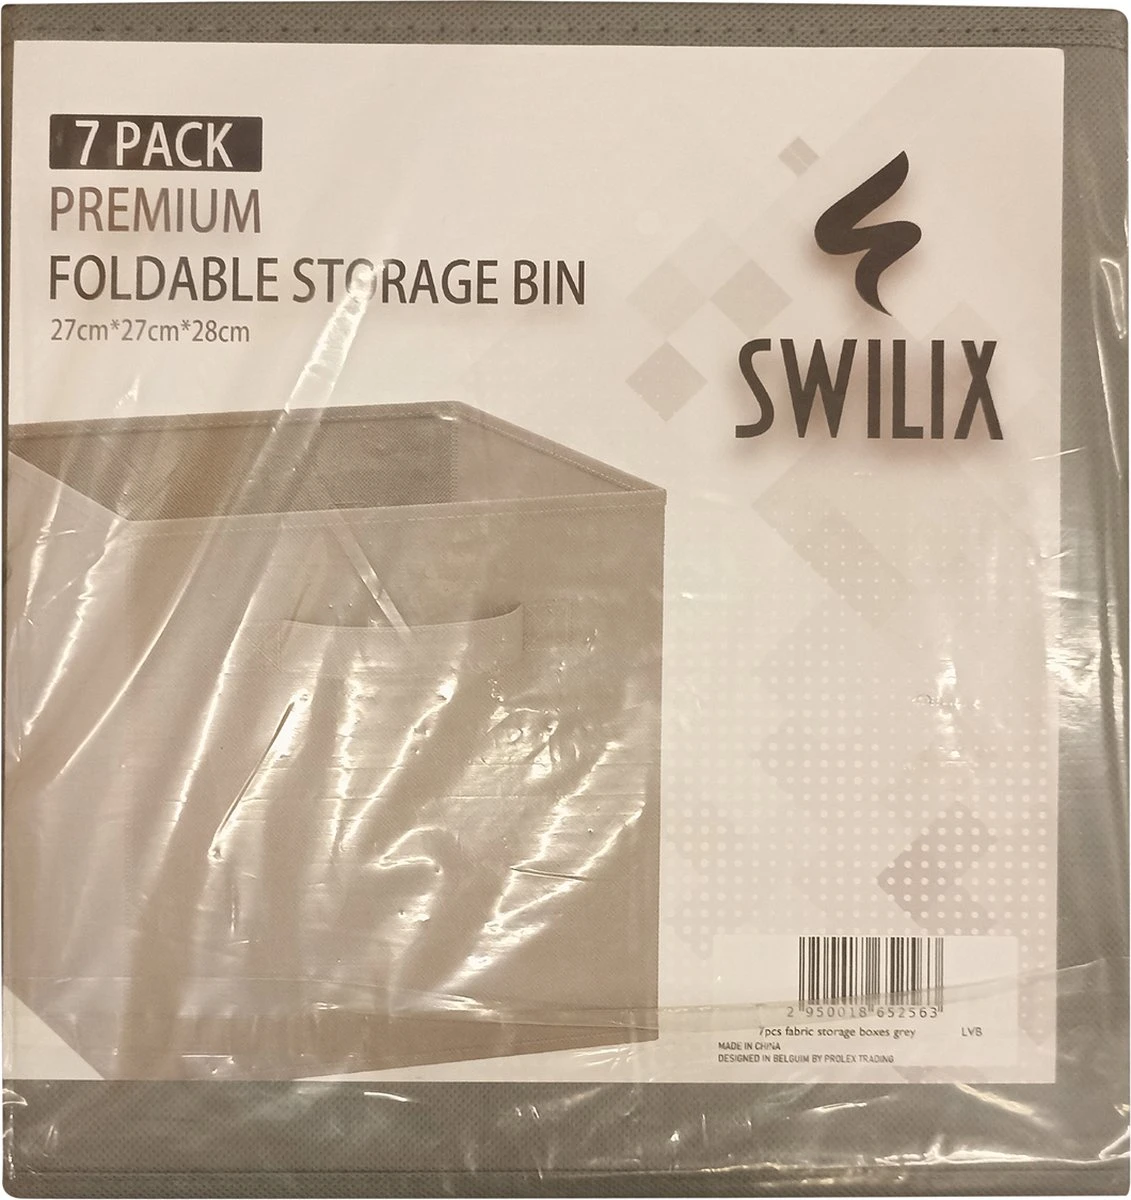 7 PACK
PREMIUM
FOLDABLE STORAGE BIN
27cm*27cm*28cm
SWILIX
2 950018 652563
7pcs fabric storage boxes grey LVB
MADE IN CHINA
DESIGNED IN BELGUIM BY PROLEX TRADING